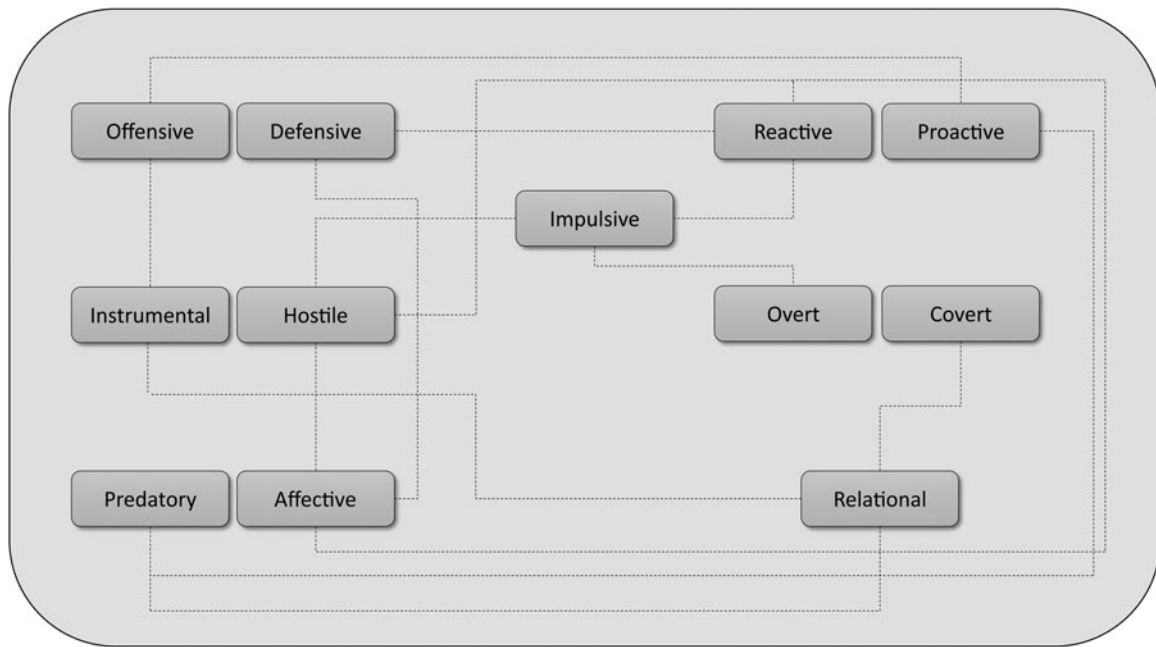 Offensive
Defensive
Reactive
Proactive
Impulsive
Instrumental
Hostile
Overt
Covert
Predatory
Affective
Relational